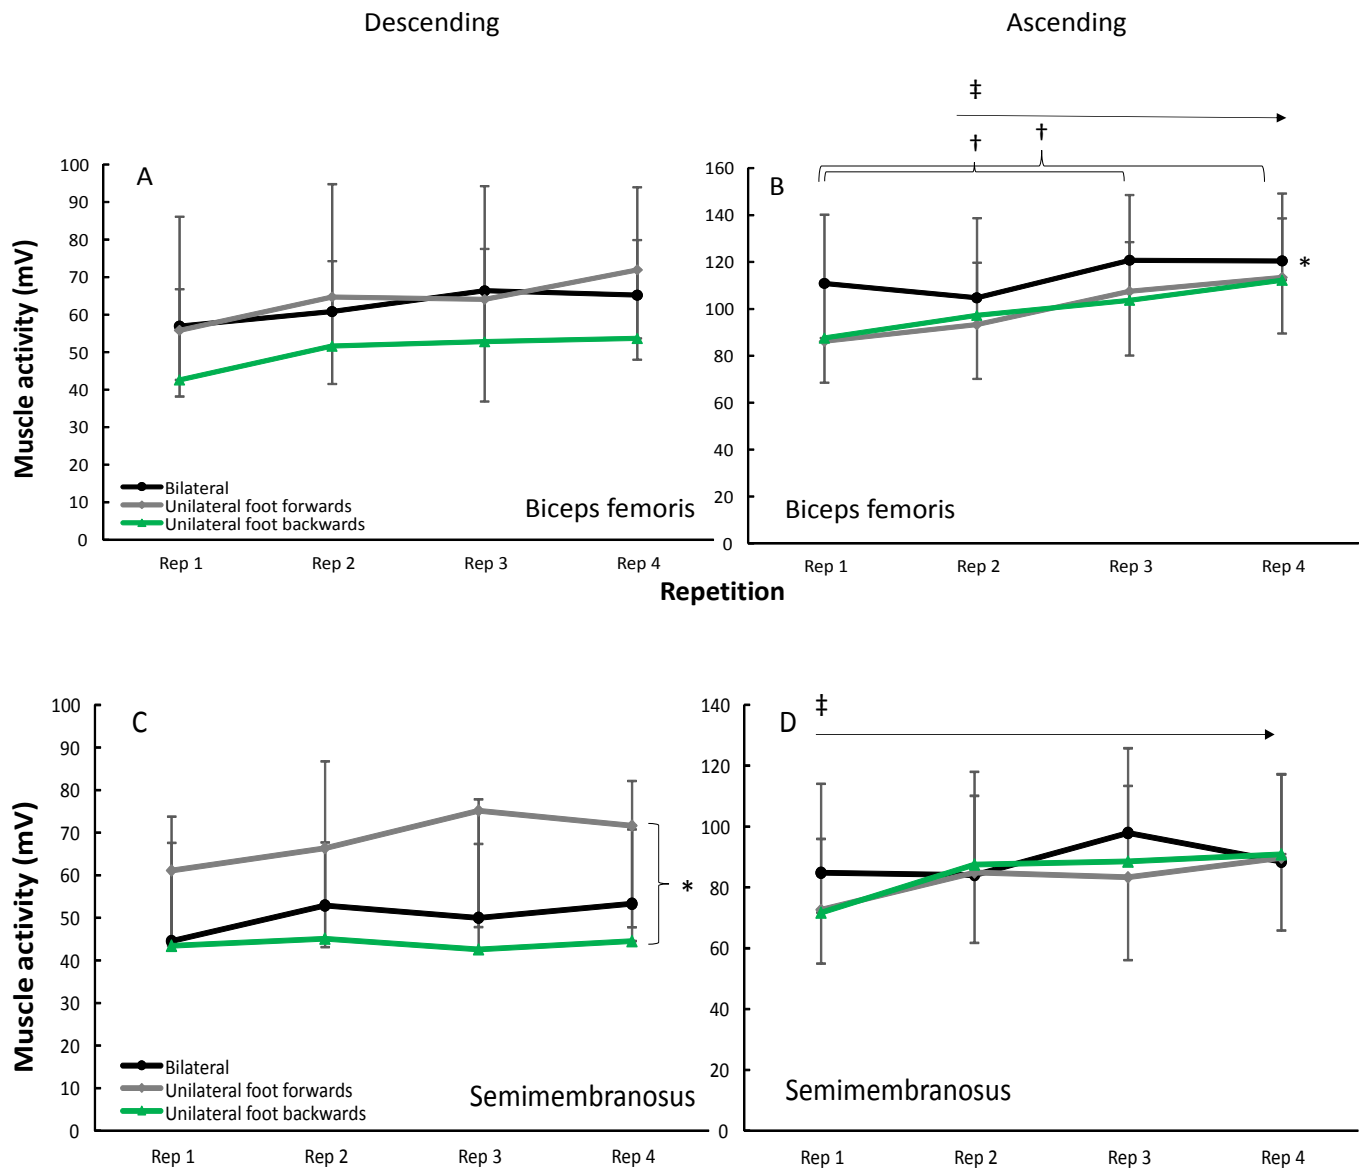 Descending
Ascending
‡
†
†
A
100
90
80
70
60
50
40
30
20
10
0
Muscle activity (mV)
Bilateral
Unilateral foot forwards
Unilateral foot backwards
Biceps femoris
Rep 1
Rep 2
Rep 3
Rep 4
B
160
140
120
100
80
60
40
20
0
*
Biceps femoris
Rep 1
Rep 2
Rep 3
Rep 4
Repetition
C
100
90
80
70
60
50
40
30
20
10
0
Muscle activity (mV)
*
Bilateral
Unilateral foot forwards
Unilateral foot backwards
Semimembranosus
Rep 1
Rep 2
Rep 3
Rep 4
D
‡
140
120
100
80
60
40
20
0
Semimembranosus
Rep 1
Rep 2
Rep 3
Rep 4